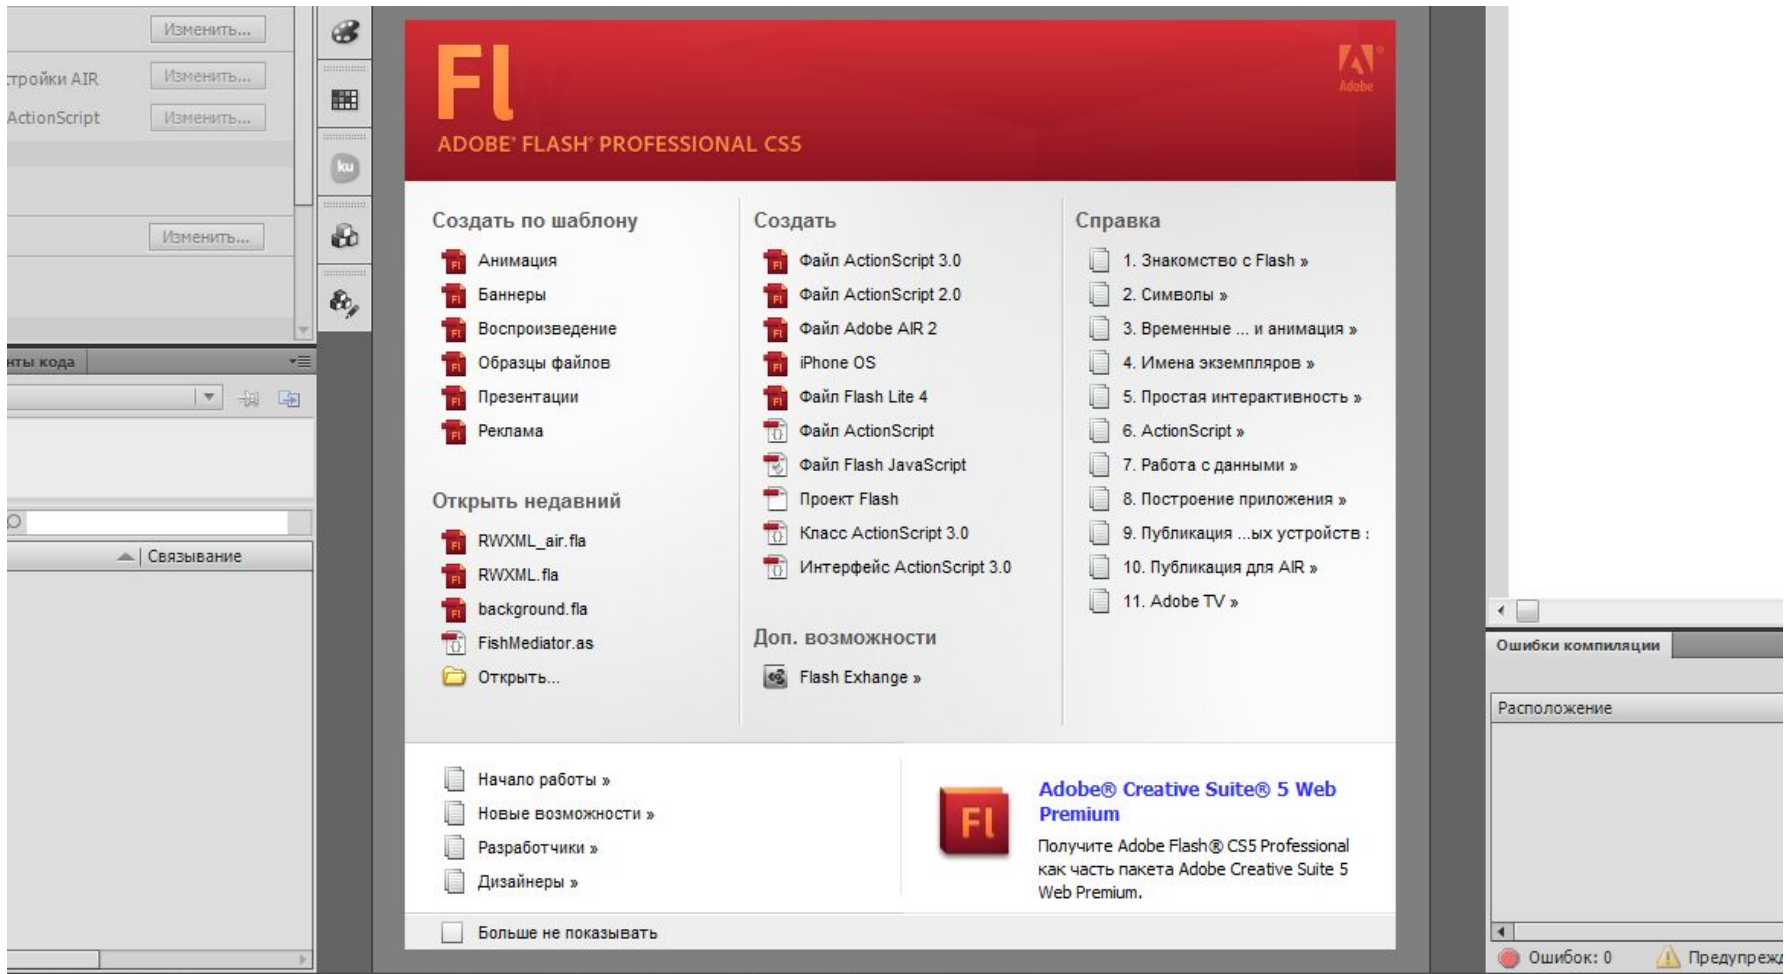 Изменить...
тройки AIR
Изменить...
ActionScript
Изменить...
ku
Изменить...
нты кода
Связывание
Fl
Adobe
ADOBE® FLASH® PROFESSIONAL CS5
Создать по шаблону
Анимация
Баннеры
Воспроизведение
Образцы файлов
Презентации
Реклама
Открыть недавний
RWXML_air.fla
RWXML.fla
background.fla
FishMediator.as
Открыть...
Создать
Файл ActionScript 3.0
Файл ActionScript 2.0
Файл Adobe AIR 2
iPhone OS
Файл Flash Lite 4
Файл ActionScript
Файл Flash JavaScript
Проект Flash
Класс ActionScript 3.0
Интерфейс ActionScript 3.0
Доп. возможности
Flash Exhange »
Справка
1. Знакомство с Flash »
2. Символы »
3. Временные ... и анимация »
4. Имена экземпляров »
5. Простая интерактивность »
6. ActionScript »
7. Работа с данными »
8. Построение приложения »
9. Публикация ...ых устройств
10. Публикация для AIR »
11. Adobe TV »
Начало работы »
Новые возможности »
Разработчики »
Дизайнеры »
Fl
Adobe® Creative Suite® 5 Web
Premium
Получите Adobe Flash® CS5 Professional
как часть пакета Adobe Creative Suite 5
Web Premium.
Больше не показывать
Ошибки компиляции
Расположение
Ошибок: 0
Предупрежд